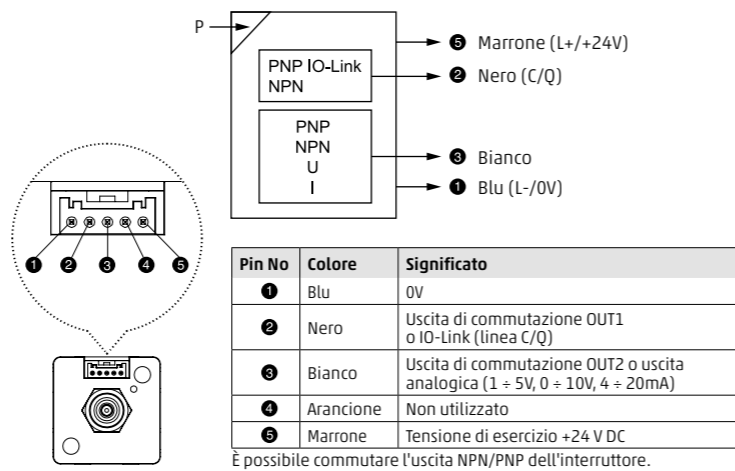 P
❺ Marrone (L+/+24V)
PNP IO-Link
NPN
❷ Nero (C/Q)
PNP
NPN
U
I
❸ Bianco
❶ Blu (L-/0V)
❶ ❷ ❸ ❹ ❺
Pin No Colore Significato
❶ Blu 0V
❷ Nero Uscita di commutazione OUT1
o IO-Link (linea C/Q)
❸ Bianco Uscita di commutazione OUT2 o uscita
analogica (1 ÷ 5V, 0 ÷ 10V, 4 ÷ 20mA)
❹ Arancione Non utilizzato
❺ Marrone Tensione di esercizio +24 V DC
È possibile commutare l'uscita NPN/PNP dell'interruttore.